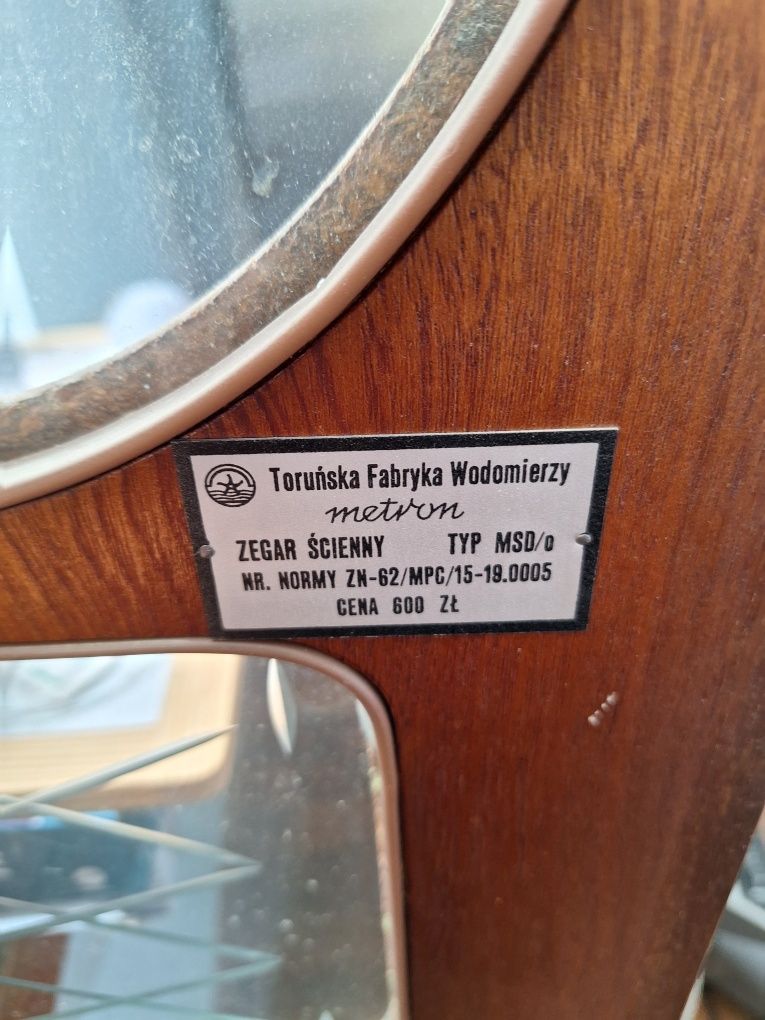 Toruńska Fabryka Wodomierzy
metron
ZEGAR ŚCIENNY TYP MSD/o
NR. NORMY ZN-62/MPC/15-19.0005
CENA 600 ZŁ